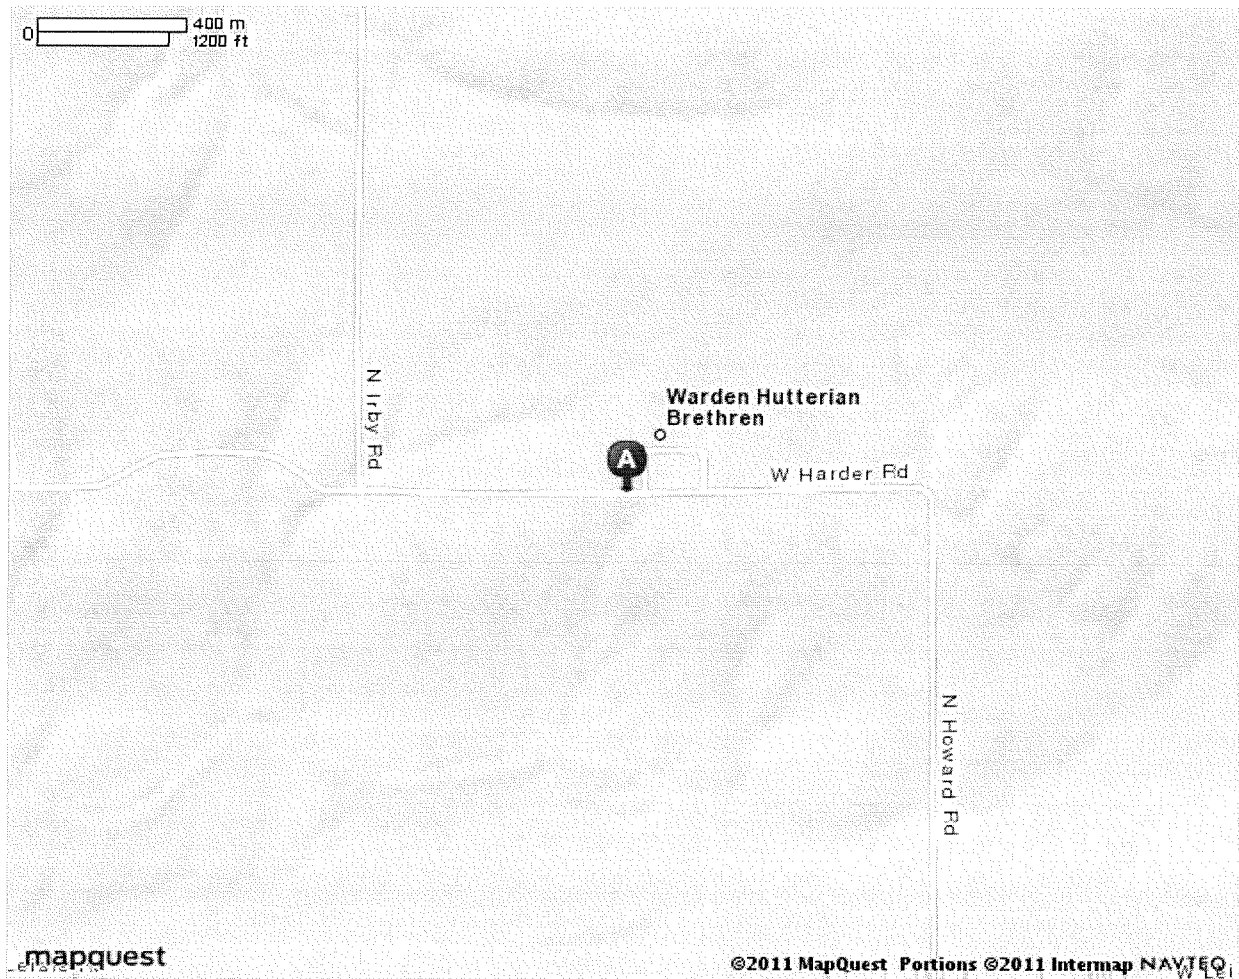 0
400 m
1200 ft
N Irby Rd
Warden Hutterian
Brethren
A
W Harder Rd
N Howard Rd
mapquest
©2011 MapQuest Portions ©2011 Intermap NAVTEQ